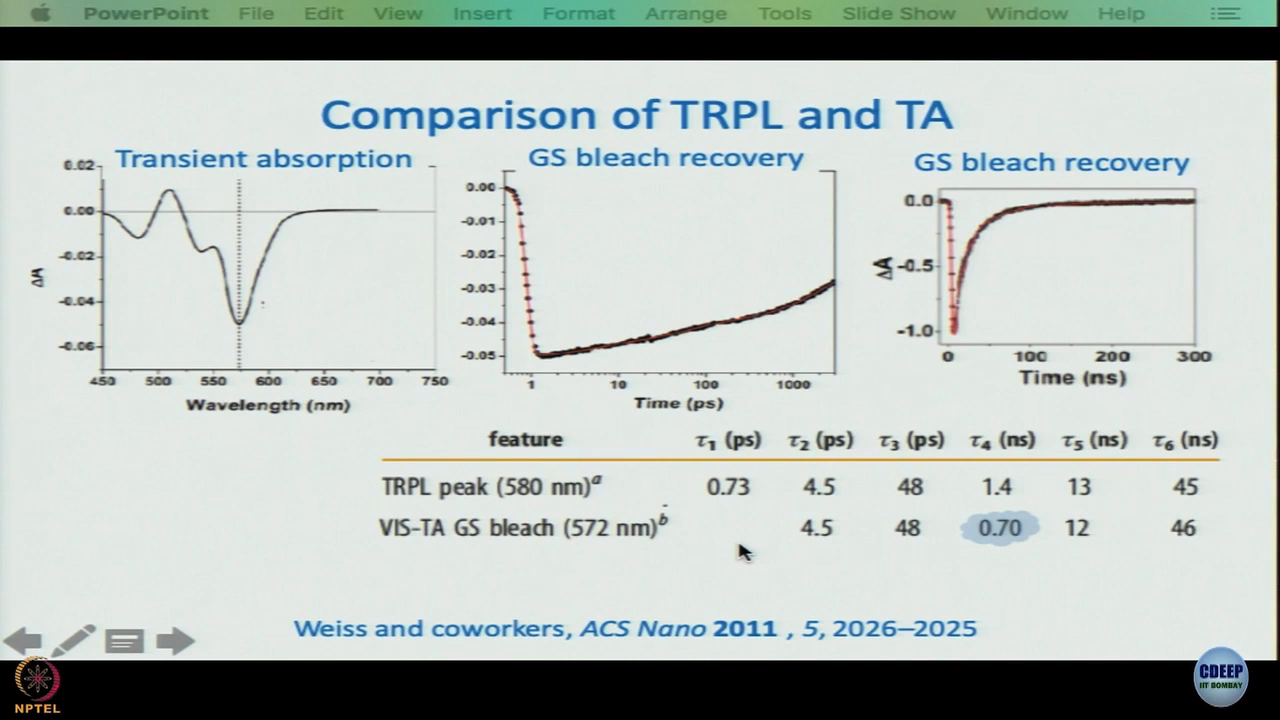 PowerPoint File Edit View Insert Format Arrange Tools Slide Show Window Help
Comparison of TRPL and TA
Transient absorption
0.02
0.00
-0.02
-0.04
-0.06
ΔA
450 500 550 600 650 700 750
Wavelength (nm)
GS bleach recovery
0.00
-0.01
-0.02
-0.03
-0.04
-0.05
1 10 100 1000
Time (ps)
GS bleach recovery
0.0
-0.5
-1.0
ΔA
0 100 200 300
Time (ns)
feature τ1 (ps) τ2 (ps) τ3 (ps) τ4 (ns) τ5 (ns) τ6 (ns)
TRPL peak (580 nm)a 0.73 4.5 48 1.4 13 45
VIS-TA GS bleach (572 nm)b 4.5 48 0.70 12 46
Weiss and coworkers, ACS Nano 2011 , 5, 2026–2025
NPTEL
CDEEP
IIT BOMBAY